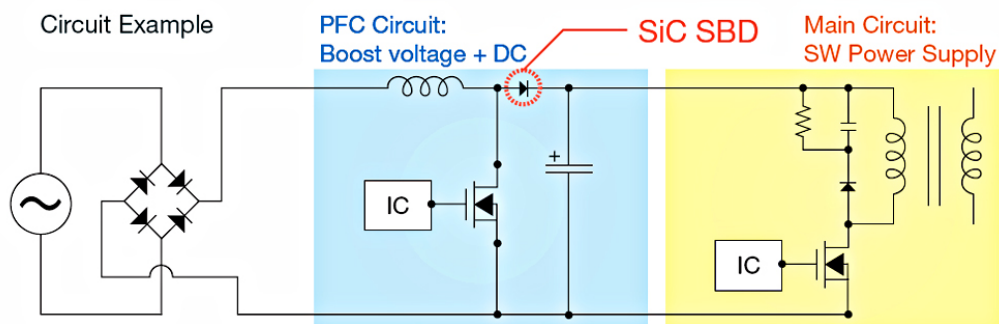 Circuit Example
PFC Circuit:
Boost voltage + DC
SiC SBD
Main Circuit:
SW Power Supply
+
IC
IC